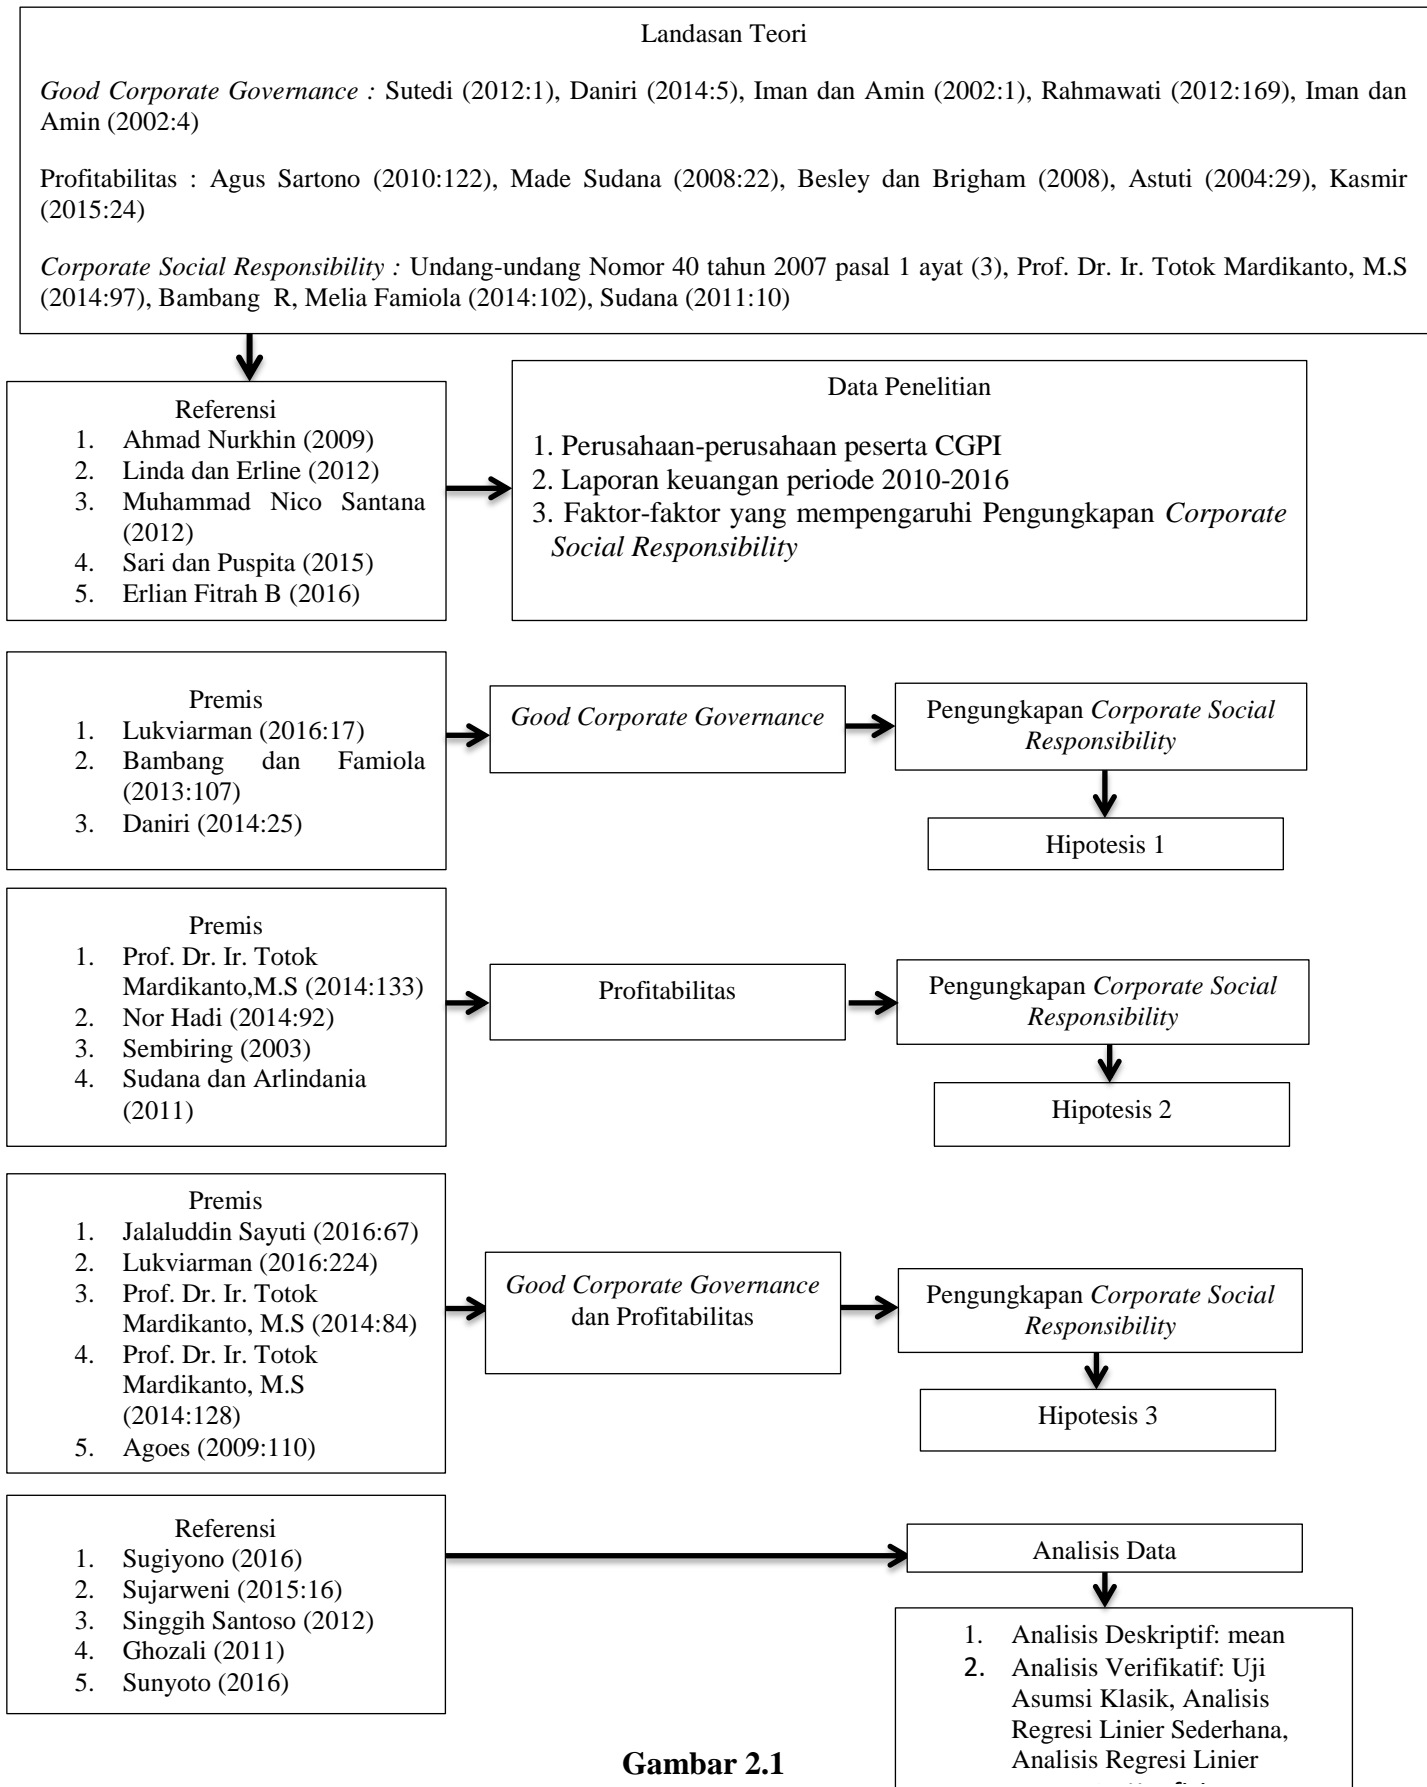 Landasan Teori
Good Corporate Governance : Sutedi (2012:1), Daniri (2014:5), Iman dan Amin (2002:1), Rahmawati (2012:169), Iman dan
Amin (2002:4)
Profitabilitas : Agus Sartono (2010:122), Made Sudana (2008:22), Besley dan Brigham (2008), Astuti (2004:29), Kasmir
(2015:24)
Corporate Social Responsibility : Undang-undang Nomor 40 tahun 2007 pasal 1 ayat (3), Prof. Dr. Ir. Totok Mardikanto, M.S
(2014:97), Bambang R, Melia Famiola (2014:102), Sudana (2011:10)
Referensi
1. Ahmad Nurkhin (2009)
2. Linda dan Erline (2012)
3. Muhammad Nico Santana
(2012)
4. Sari dan Puspita (2015)
5. Erlian Fitrah B (2016)
Data Penelitian
1. Perusahaan-perusahaan peserta CGPI
2. Laporan keuangan periode 2010-2016
3. Faktor-faktor yang mempengaruhi Pengungkapan Corporate
Social Responsibility
Premis
1. Lukviarman (2016:17)
2. Bambang dan Famiola
(2013:107)
3. Daniri (2014:25)
Good Corporate Governance
Pengungkapan Corporate Social
Responsibility
Hipotesis 1
Premis
1. Prof. Dr. Ir. Totok
Mardikanto,M.S (2014:133)
2. Nor Hadi (2014:92)
3. Sembiring (2003)
4. Sudana dan Arlindania
(2011)
Profitabilitas
Pengungkapan Corporate Social
Responsibility
Hipotesis 2
Premis
1. Jalaluddin Sayuti (2016:67)
2. Lukviarman (2016:224)
3. Prof. Dr. Ir. Totok
Mardikanto, M.S (2014:84)
4. Prof. Dr. Ir. Totok
Mardikanto, M.S
(2014:128)
5. Agoes (2009:110)
Good Corporate Governance
dan Profitabilitas
Pengungkapan Corporate Social
Responsibility
Hipotesis 3
Referensi
1. Sugiyono (2016)
2. Sujarweni (2015:16)
3. Singgih Santoso (2012)
4. Ghozali (2011)
5. Sunyoto (2016)
Analisis Data
1. Analisis Deskriptif: mean
2. Analisis Verifikatif: Uji
Asumsi Klasik, Analisis
Regresi Linier Sederhana,
Analisis Regresi Linier
Gambar 2.1